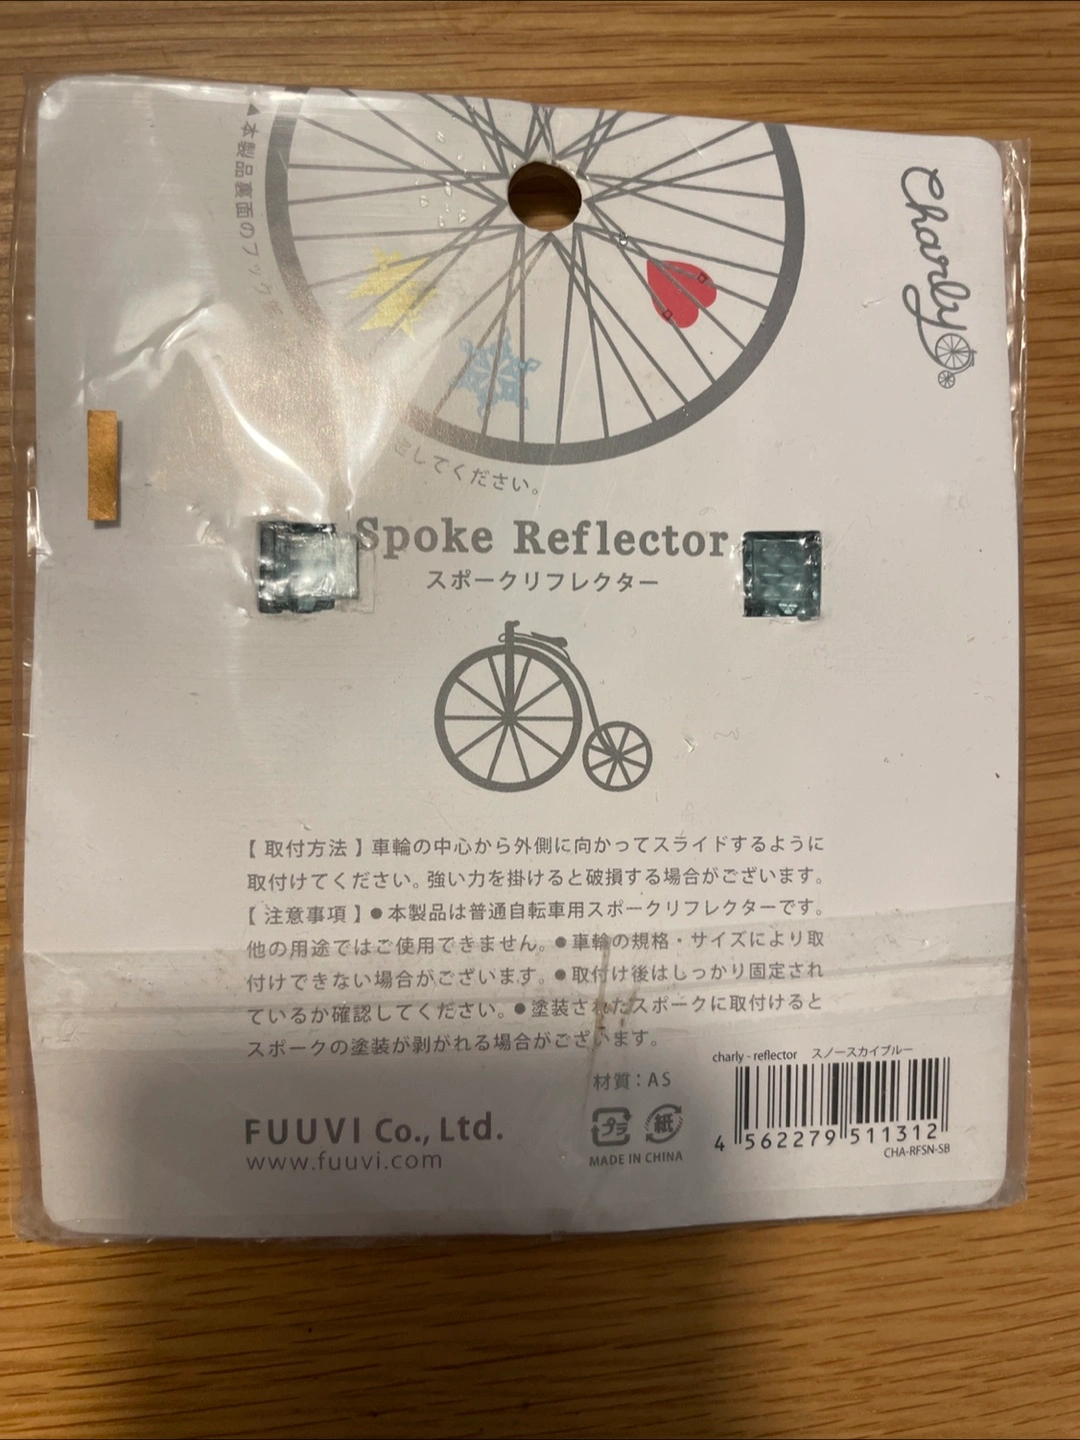 ▲本製品裏面のフック
してください。
Charly
Spoke Reflector
スポークリフレクター
【 取付方法 】車輪の中心から外側に向かってスライドするように
取付けてください。強い力を掛けると破損する場合がございます。
【 注意事項 】●本製品は普通自転車用スポークリフレクターです。
他の用途ではご使用できません。●車輪の規格・サイズにより取
付けできない場合がございます。●取付け後はしっかり固定され
ているか確認してください。●塗装されたスポークに取付けると
スポークの塗装が剥がれる場合がございます。
材質：AS
プラ
紙
MADE IN CHINA
charly - reflector スノースカイブルー
4 562279 511312
CHA-RFSN-SB
FUUVI Co., Ltd.
www.fuuvi.com